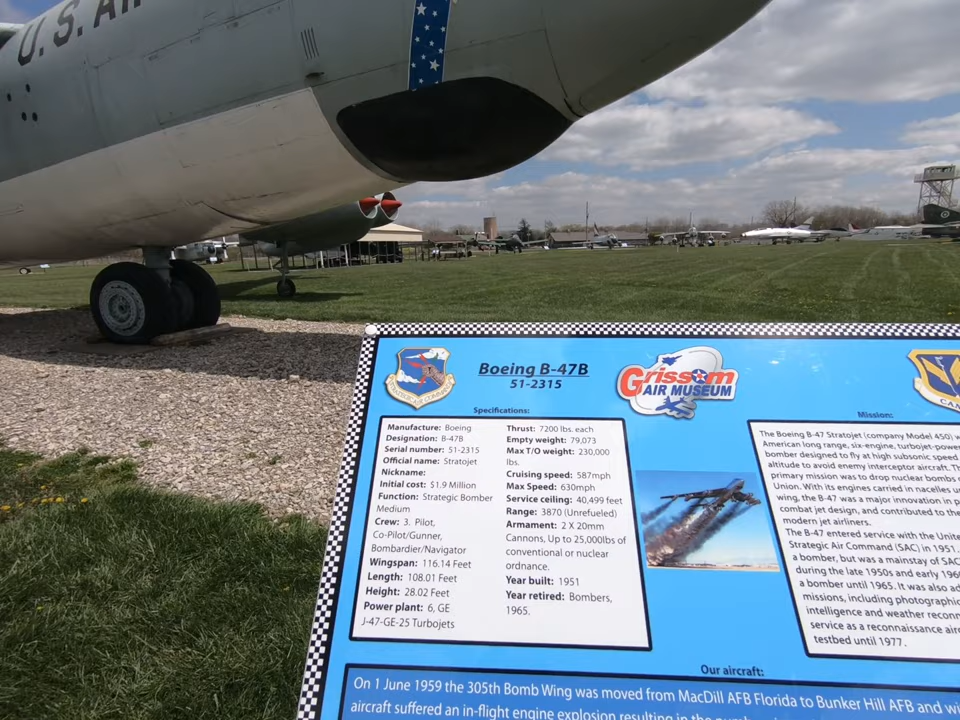 U.S. AI
Boeing B-47B
51-2315
Grissom
AIR MUSEUM
Specifications:
Manufacture: Boeing
Designation: B-47B
Serial number: 51-2315
Official name: Stratojet
Nickname:
Initial cost: $1.9 Million
Function: Strategic Bomber
Medium
Crew: 3. Pilot,
Co-Pilot/Gunner,
Bombardier/Navigator
Wingspan: 116.14 Feet
Length: 108.01 Feet
Height: 28.02 Feet
Power plant: 6, GE
J-47-GE-25 Turbojets
Thrust: 7200 lbs. each
Empty weight: 79,073
Max T/O weight: 230,000
lbs.
Cruising speed: 587mph
Max Speed: 630mph
Service ceiling: 40,499 feet
Range: 3870 (Unrefueled)
Armament: 2 X 20mm
Cannons, Up to 25,000lbs of
conventional or nuclear
ordnance.
Year built: 1951
Year retired: Bombers,
1965.
Mission:
The Boeing B-47 Stratojet (company Model 450) w
American long range, six-engine, turbojet-power
bomber designed to fly at high subsonic speed
altitude to avoid enemy interceptor aircraft. Th
primary mission was to drop nuclear bombs o
Union. With its engines carried in nacelles u
wing, the B-47 was a major innovation in p
combat jet design, and contributed to the
modern jet airliners.
The B-47 entered service with the Unite
Strategic Air Command (SAC) in 1951.
a bomber, but was a mainstay of SAC
during the late 1950s and early 196
a bomber until 1965. It was also ad
missions, including photographic
intelligence and weather reconn
service as a reconnaissance airc
testbed until 1977.
Our aircraft:
On 1 June 1959 the 305th Bomb Wing was moved from MacDill AFB Florida to Bunker Hill AFB and wi
aircraft suffered an in-flight engine explosion resulting in the